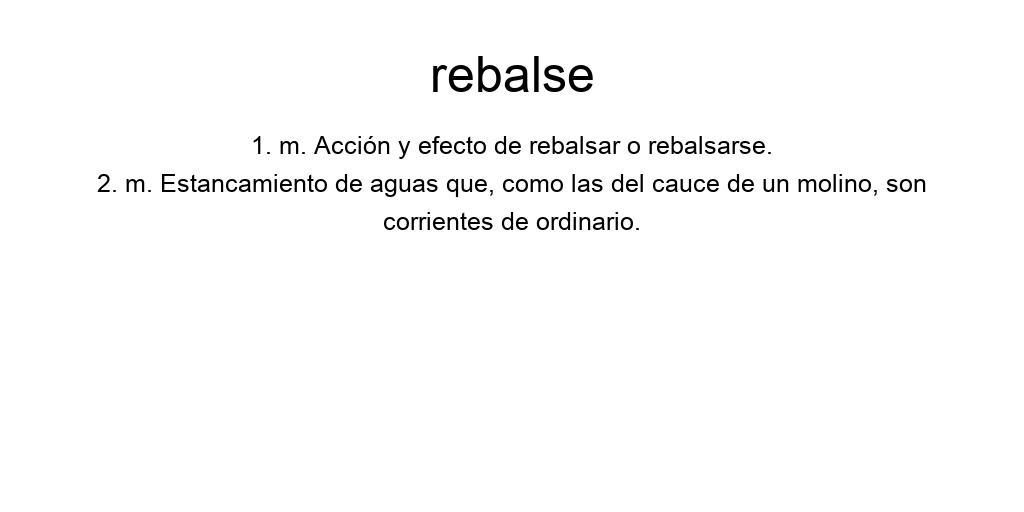 rebalse
1. m. Acción y efecto de rebalsar o rebalsarse.
2. m. Estancamiento de aguas que, como las del cauce de un molino, son
corrientes de ordinario.